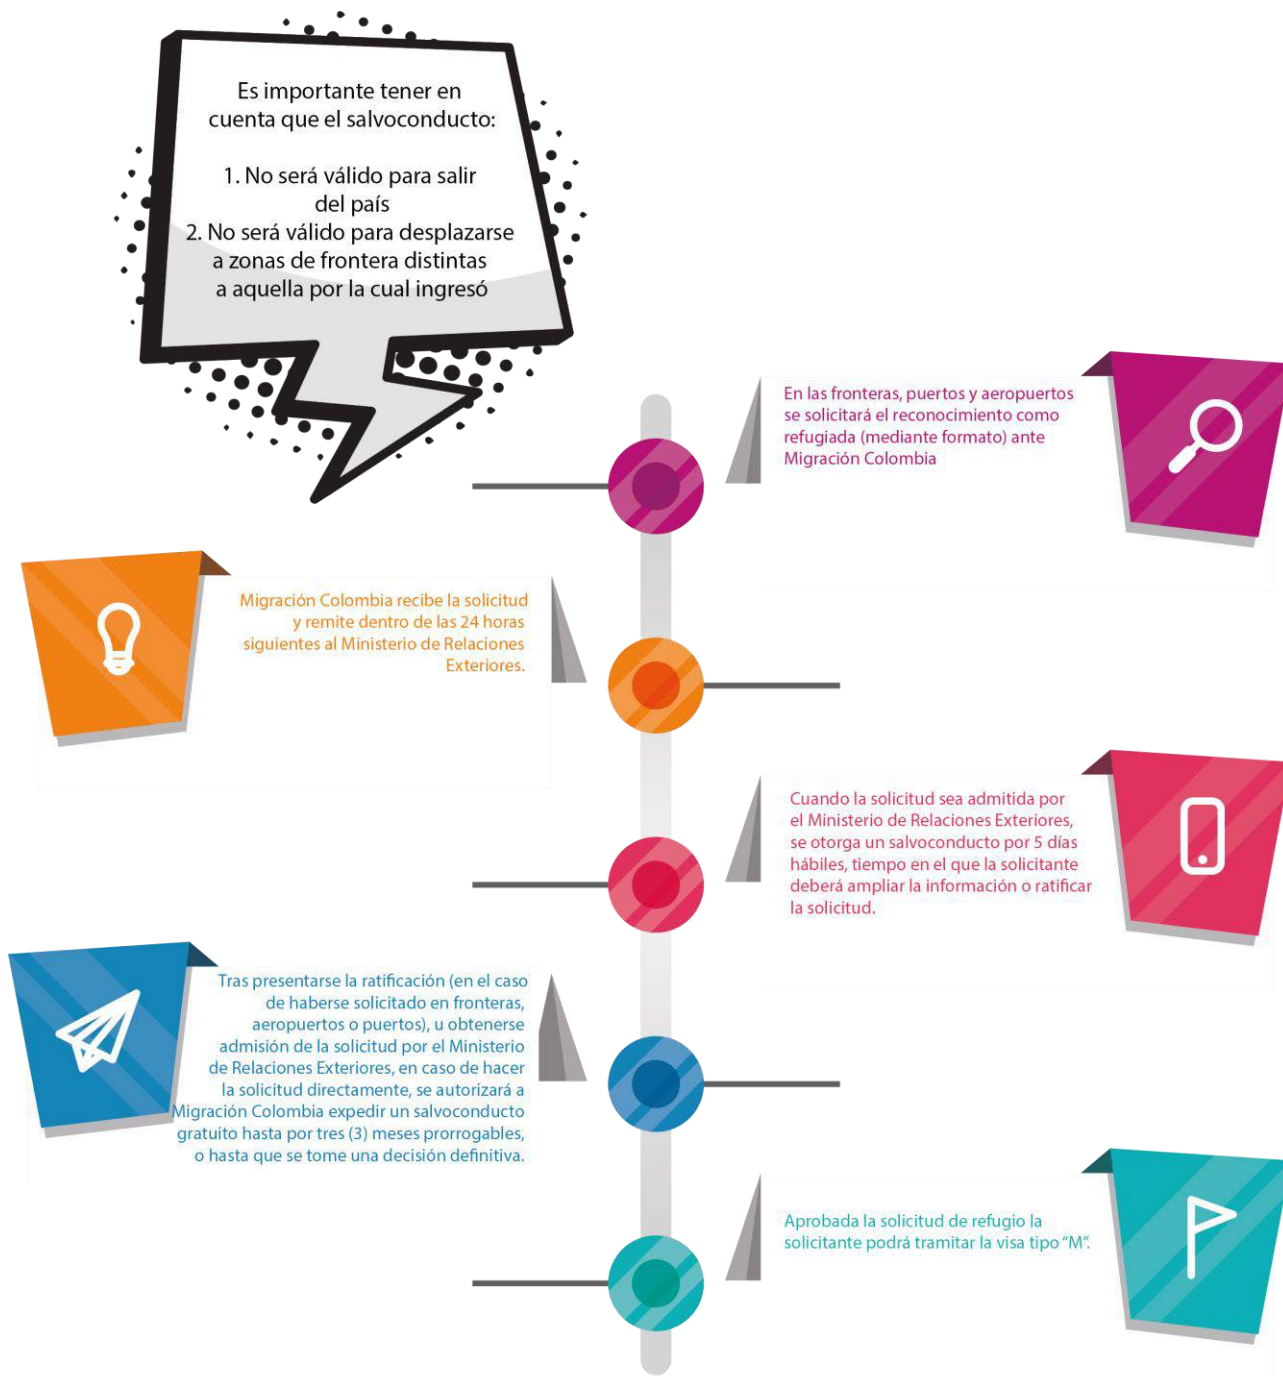 Es importante tener en
cuenta que el salvoconducto:
1. No será válido para salir
del país
2. No será válido para desplazarse
a zonas de frontera distintas
a aquella por la cual ingresó
En las fronteras, puertos y aeropuertos
se solicitará el reconocimiento como
refugiada (mediante formato) ante
Migración Colombia
Migración Colombia recibe la solicitud
y remite dentro de las 24 horas
siguientes al Ministerio de Relaciones
Exteriores.
Cuando la solicitud sea admitida por
el Ministerio de Relaciones Exteriores,
se otorga un salvoconducto por 5 días
hábiles, tiempo en el que la solicitante
deberá ampliar la información o ratificar
la solicitud.
Tras presentarse la ratificación (en el caso
de haberse solicitado en fronteras,
aeropuertos o puertos), u obtenerse
admisión de la solicitud por el Ministerio
de Relaciones Exteriores, en caso de hacer
la solicitud directamente, se autorizará a
Migración Colombia expedir un salvoconducto
gratuito hasta por tres (3) meses prorrogables,
o hasta que se tome una decisión definitiva.
Aprobada la solicitud de refugio la
solicitante podrá tramitar la visa tipo “M”.